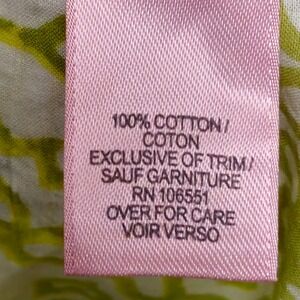 100% COTTON/
COTON
EXCLUSIVE OF TRIM/
SAUF GARNITURE
RN 106551
OVER FOR CARE
VOIR VERSO